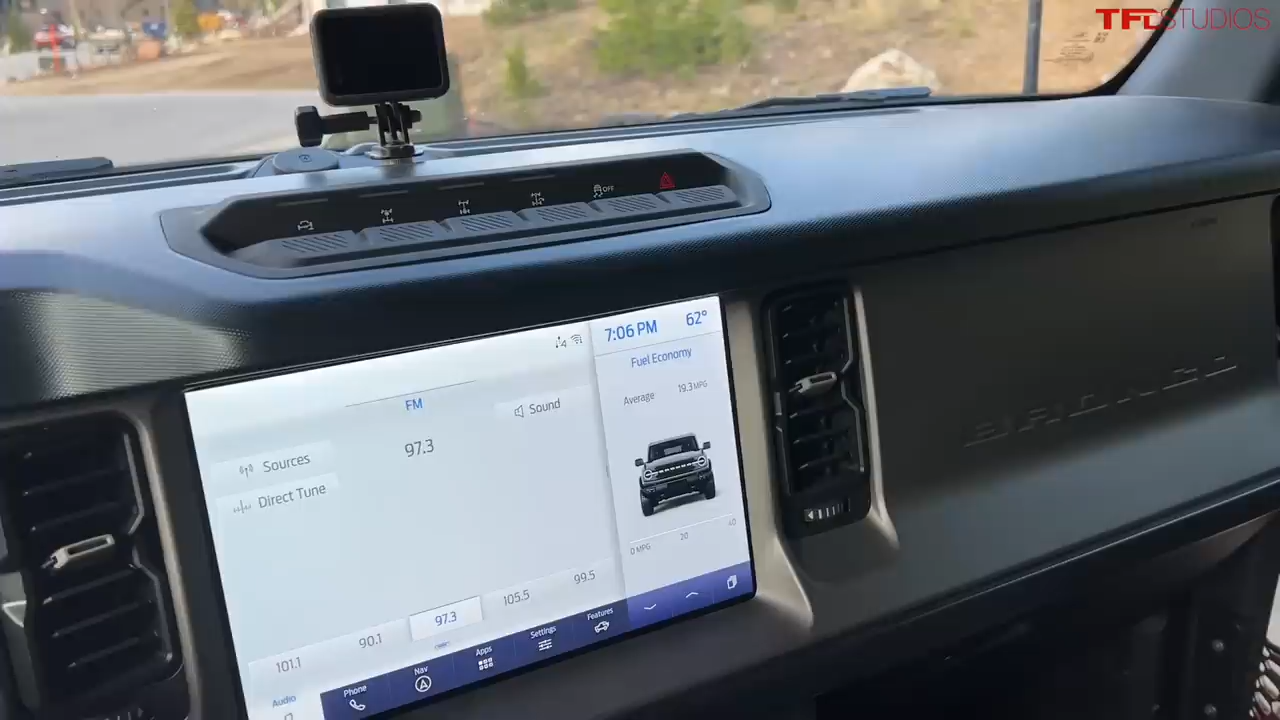 TFLSTUDIOS
OFF
7:06 PM 62°
Fuel Economy
Average 19.3 MPG
0 MPG 20 40
FM
Sound
97.3
Sources
Direct Tune
101.1 90.1 97.3 105.5 99.5
Audio Phone Nav Apps Settings Features
BRONCO